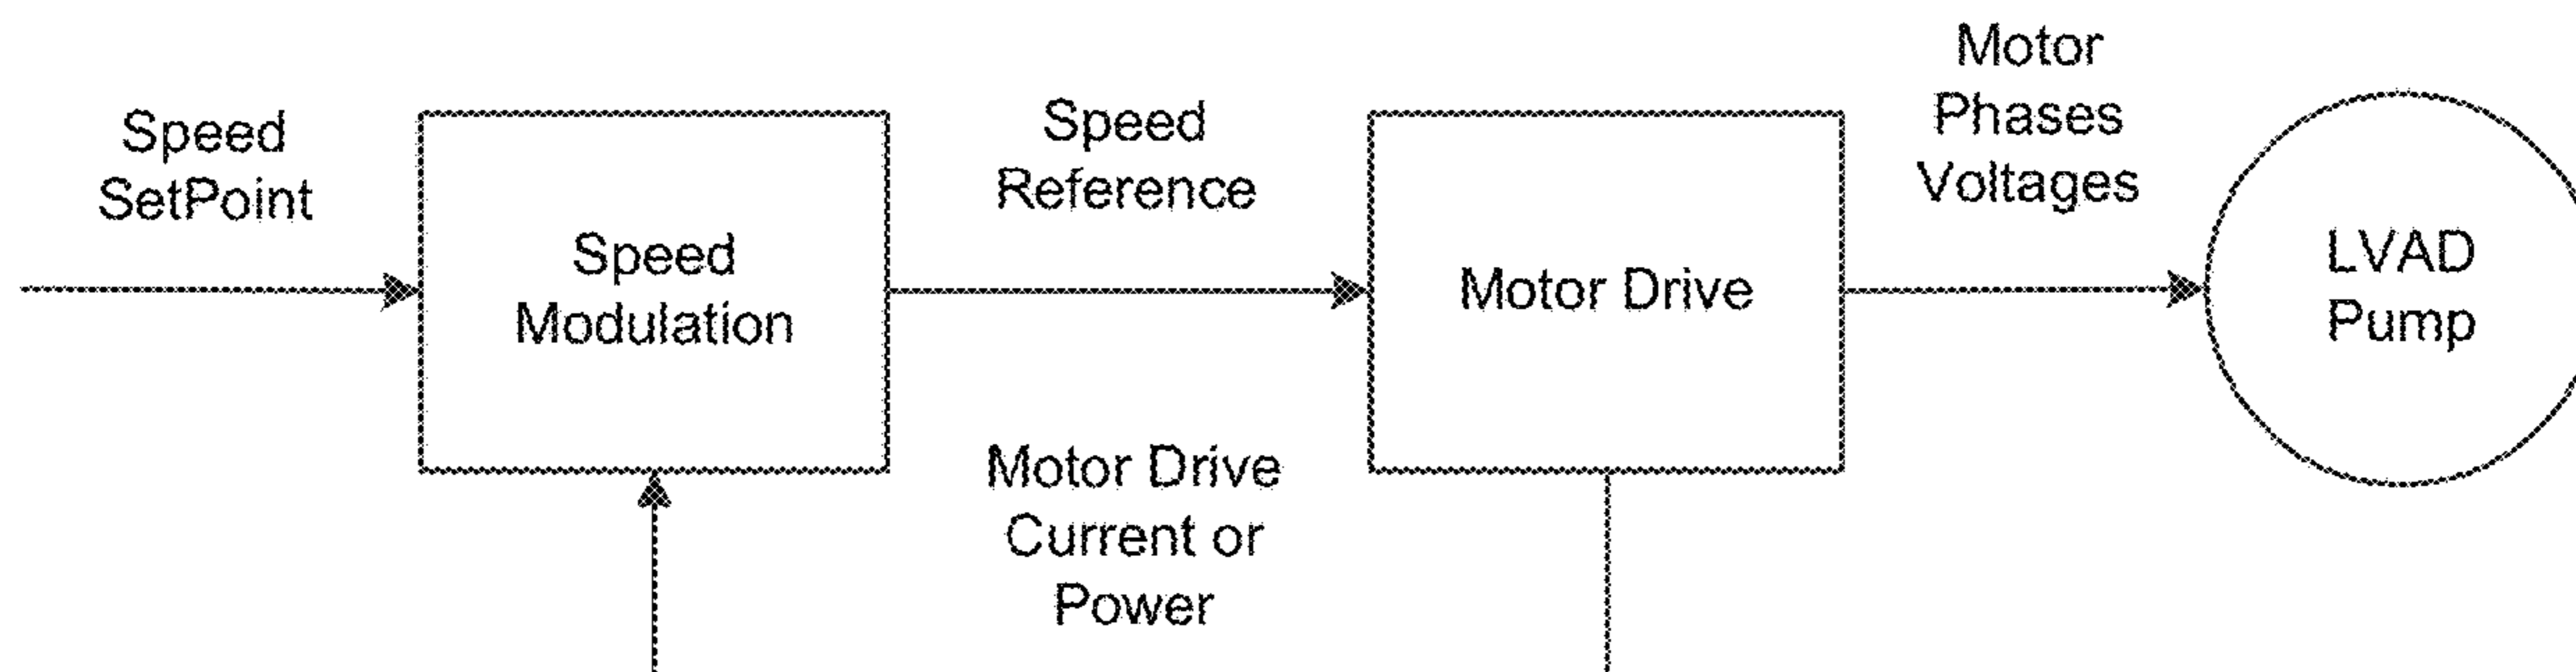 Speed
SetPoint
Speed
Modulation
Speed
Reference
Motor Drive
Current or
Power
Motor Drive
Motor
Phases
Voltages
LVAD
Pump